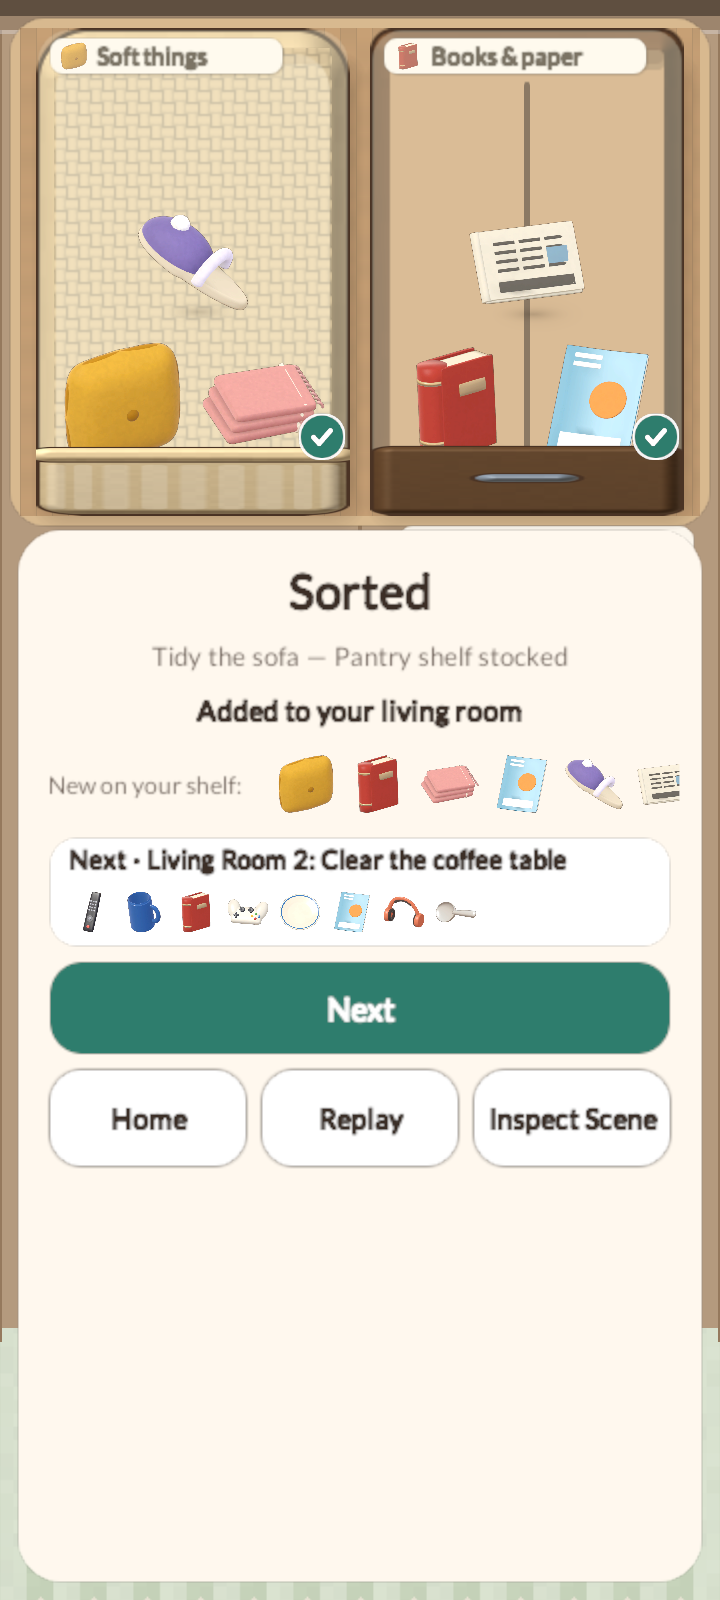 Soft things
Books & paper
Sorted
Tidy the sofa — Pantry shelf stocked
Added to your living room
New on your shelf:
Next · Living Room 2: Clear the coffee table
Next
Home
Replay
Inspect Scene